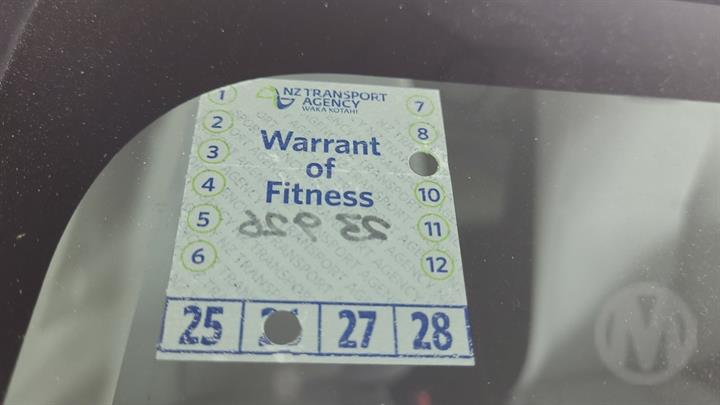 NZ TRANSPORT
AGENCY
WAKA KOTAHI
Warrant
of
Fitness
1
2
3
4
5
6
7
8
10
11
12
23 9 26
25 27 28
M